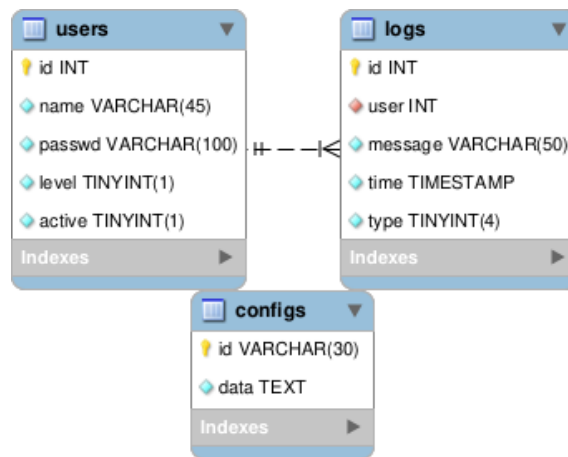 users
id INT
name VARCHAR(45)
passwd VARCHAR(100)
level TINYINT(1)
active TINYINT(1)
Indexes
logs
id INT
user INT
message VARCHAR(50)
time TIMESTAMP
type TINYINT(4)
Indexes
configs
id VARCHAR(30)
data TEXT
Indexes